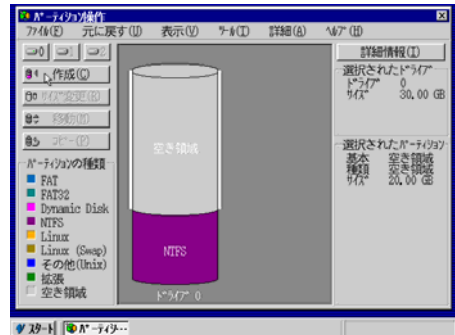 パーティション操作
ファイル(F) 元に戻す(U) 表示(V) ツール(T) 詳細(A) ヘルプ(H)
0 1 2
作成(C)
サイズ変更(R)
移動(M)
コピー(P)
パーティションの種類
FAT
FAT32
Dynamic Disk
NTFS
Linux
Linux (Swap)
その他(Unix)
拡張
空き領域
空き領域
NTFS
ドライブ 0
詳細情報(I)
選択されたドライブ
ドライブ 0
サイズ 30.00 GB
選択されたパーティション
基本 空き領域
種類 空き領域
サイズ 20.00 GB
スタート パーティショ...